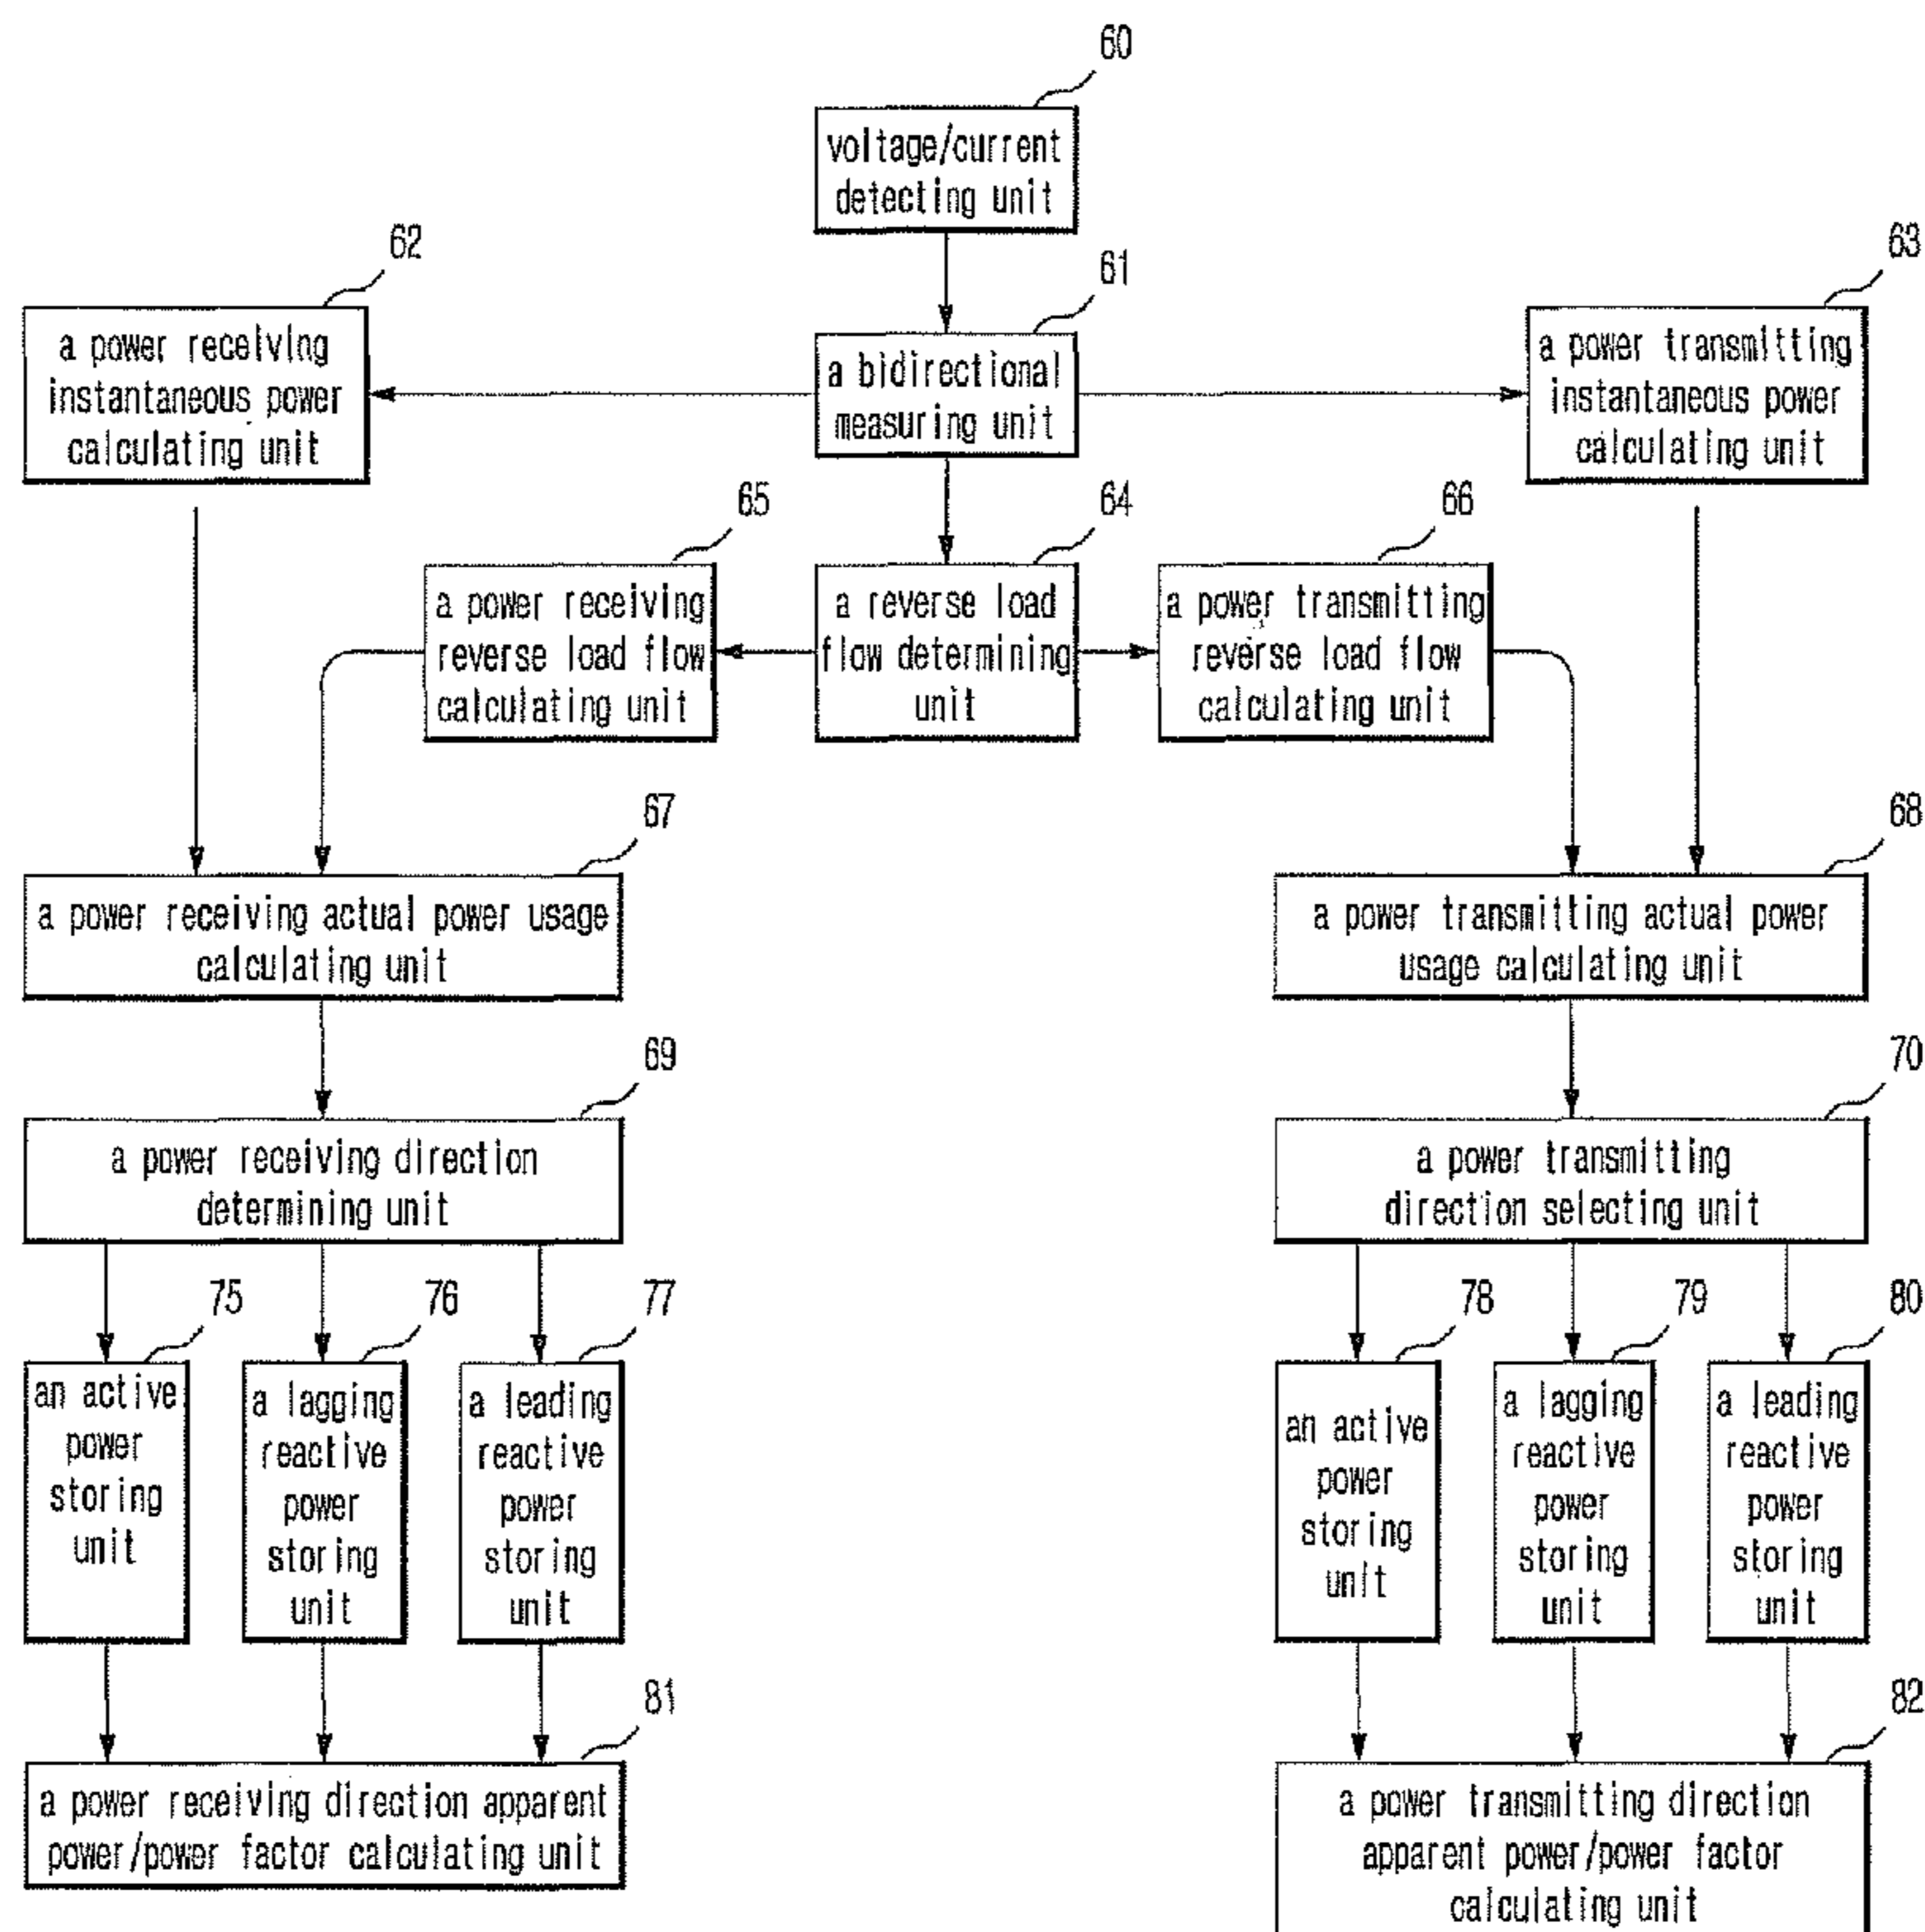 60
voltage/current
detecting unit
62
61
63
a power receiving
instantaneous power
calculating unit
a bidirectional
measuring unit
a power transmitting
instantaneous power
calculating unit
65
64
66
a power receiving
reverse load flow
calculating unit
a reverse load
flow determining
unit
a power transmitting
reverse load flow
calculating unit
67
68
a power receiving actual power usage
calculating unit
a power transmitting actual power
usage calculating unit
69
70
a power receiving direction
determining unit
a power transmitting
direction selecting unit
75
76
77
78
79
80
an active
power
storing
unit
a lagging
reactive
power
storing
unit
a leading
reactive
power
storing
unit
an active
power
storing
unit
a lagging
reactive
power
storing
unit
a leading
reactive
power
storing
unit
81
82
a power receiving direction apparent
power/power factor calculating unit
a power transmitting direction
apparent power/power factor
calculating unit